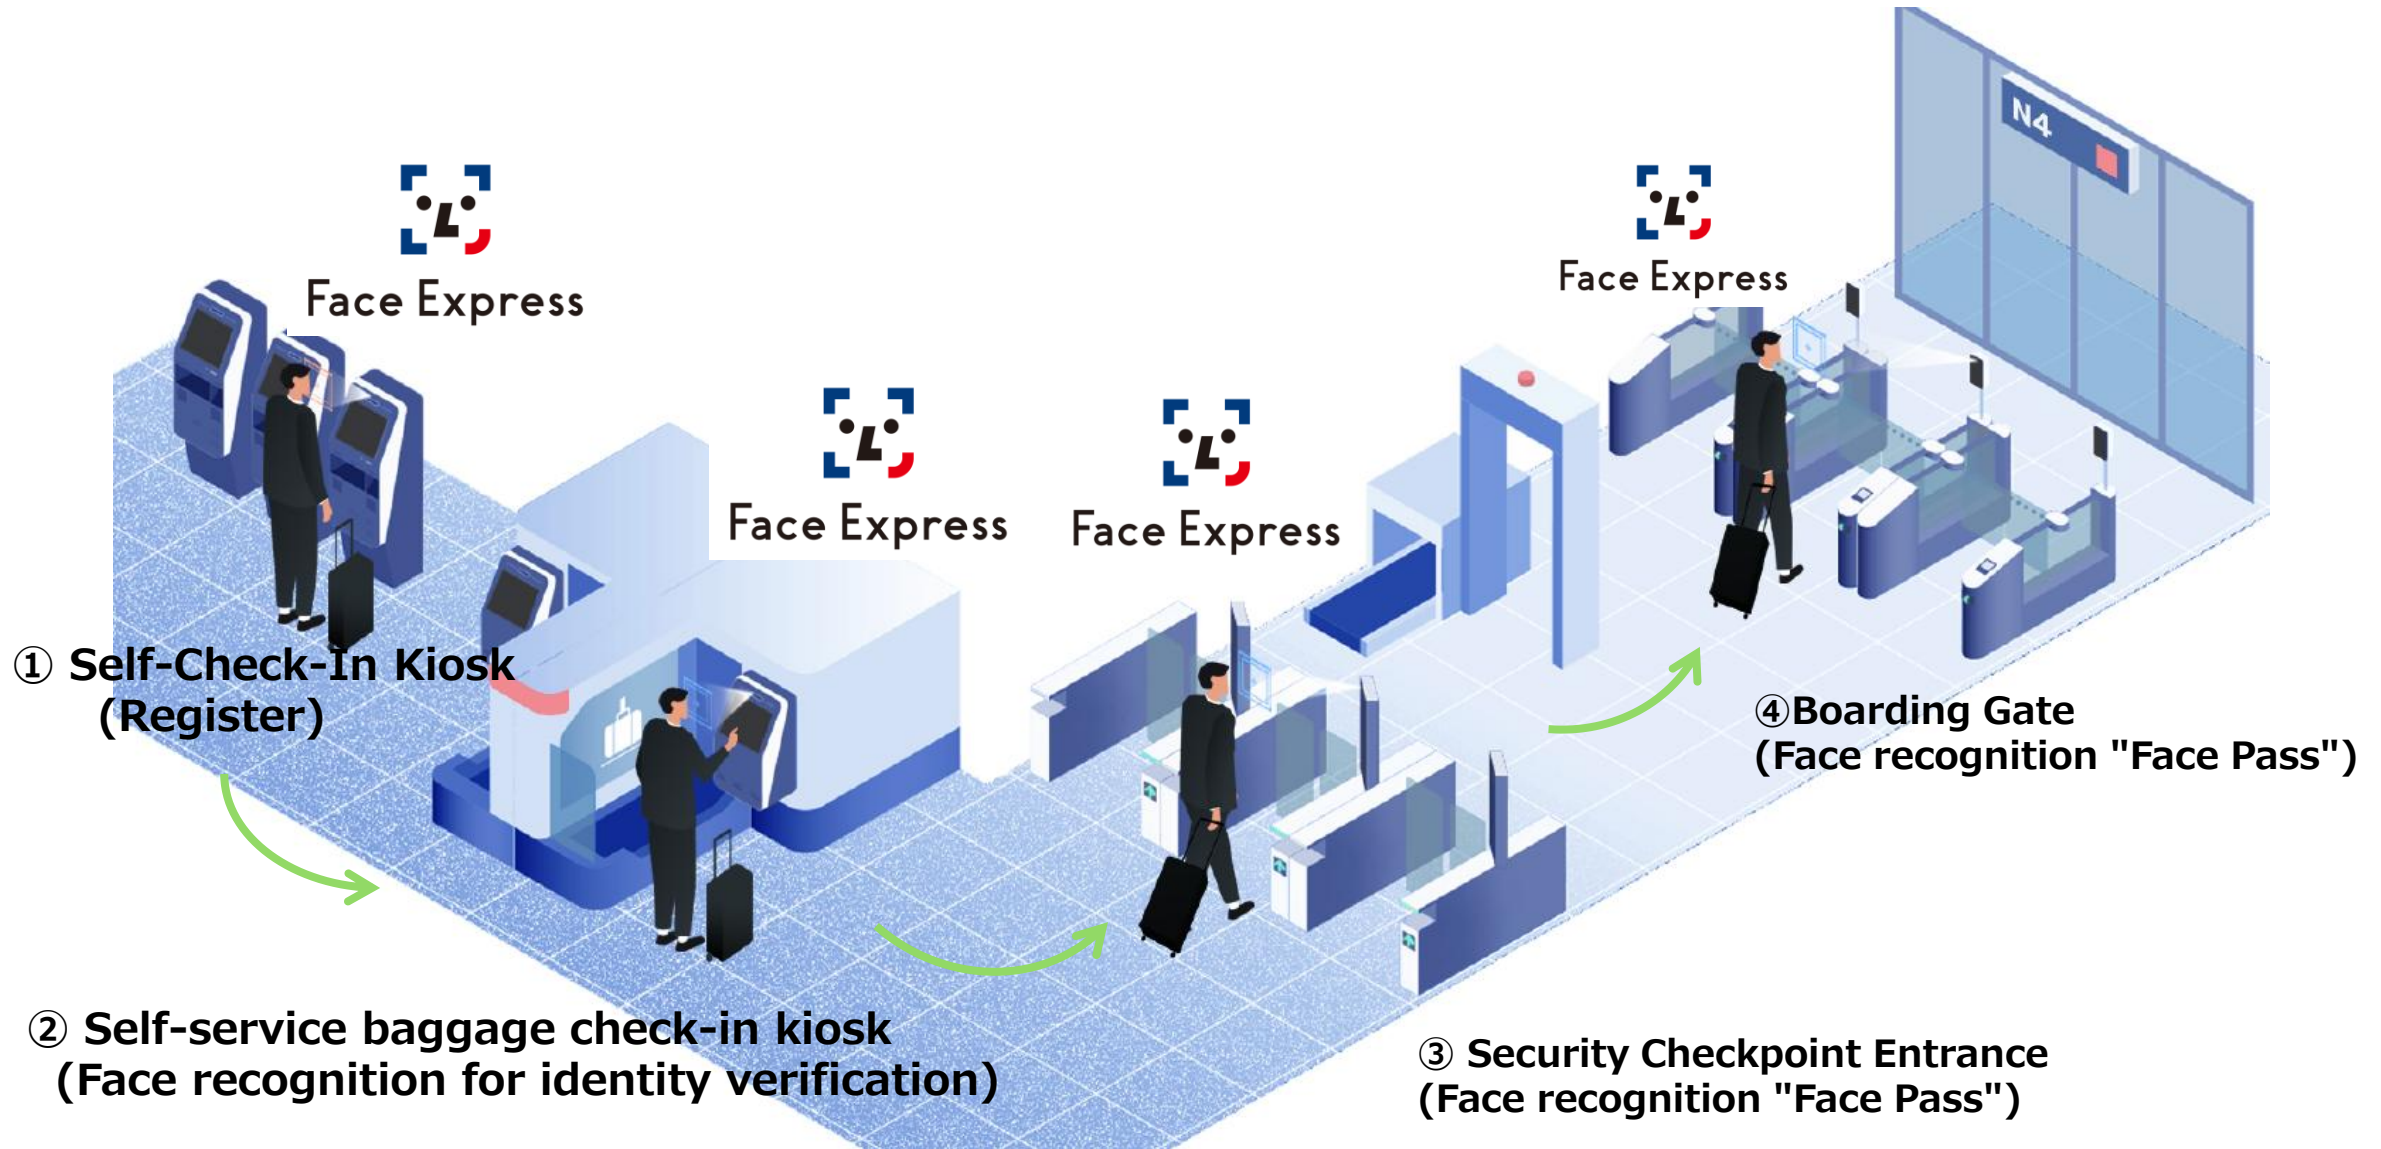 Face Express
① Self-Check-In Kiosk
(Register)
Face Express
② Self-service baggage check-in kiosk
(Face recognition for identity verification)
Face Express
③ Security Checkpoint Entrance
(Face recognition "Face Pass")
Face Express
N4
④Boarding Gate
(Face recognition "Face Pass")